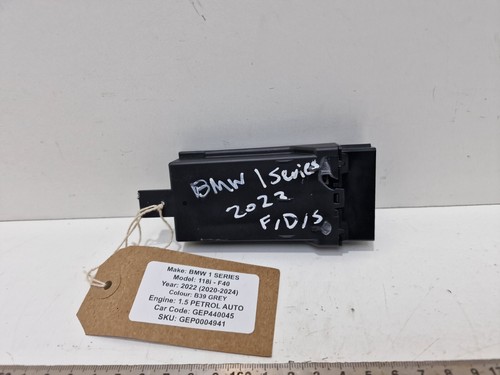 BMW 1 Series
2022
F/D/S
Make: BMW 1 SERIES
Model: 118i - F40
Year: 2022 (2020-2024)
Colour: B39 GREY
Engine: 1.5 PETROL AUTO
Car Code: GEP440045
SKU: GEP0004941